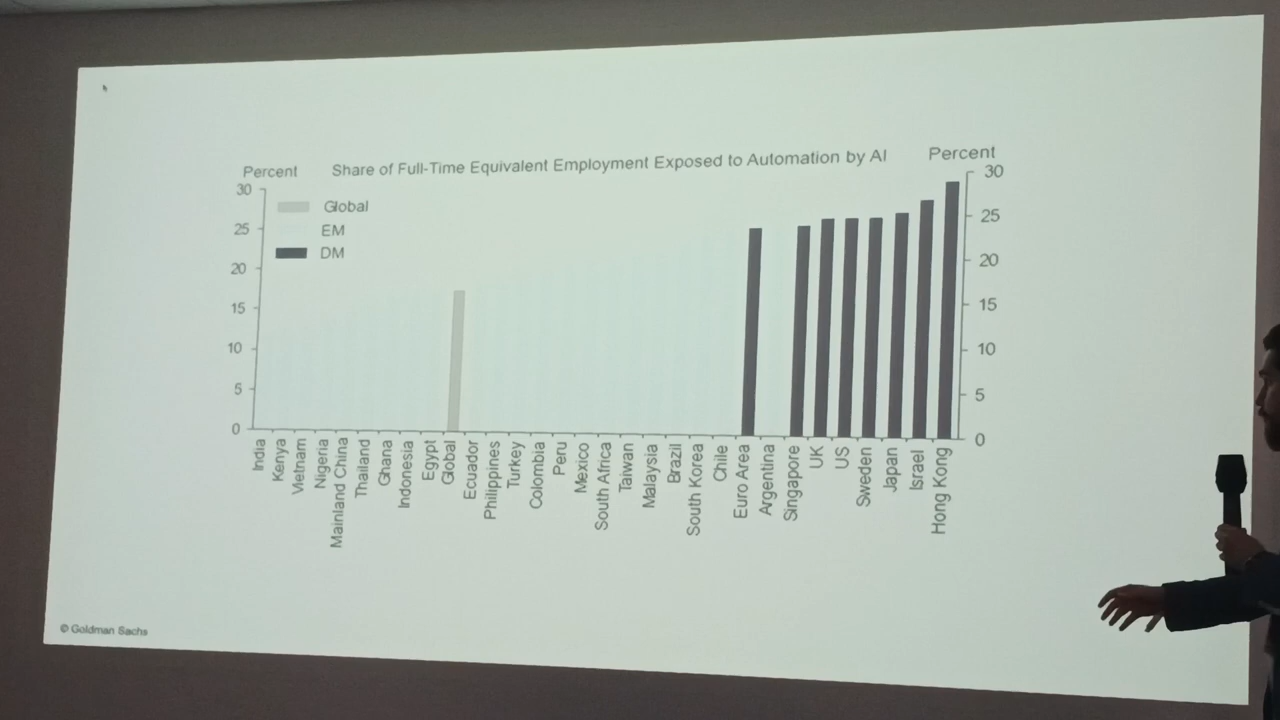 Percent Share of Full-Time Equivalent Employment Exposed to Automation by AI Percent
30 30
Global
25 EM 25
DM
20 20
15 15
10 10
5 5
0 0
India Kenya Vietnam Nigeria Mainland China Thailand Ghana Indonesia Egypt Global Ecuador Philippines Turkey Colombia Peru Mexico South Africa Taiwan Malaysia Brazil South Korea Chile Euro Area Argentina Singapore UK US Sweden Japan Israel Hong Kong
© Goldman Sachs